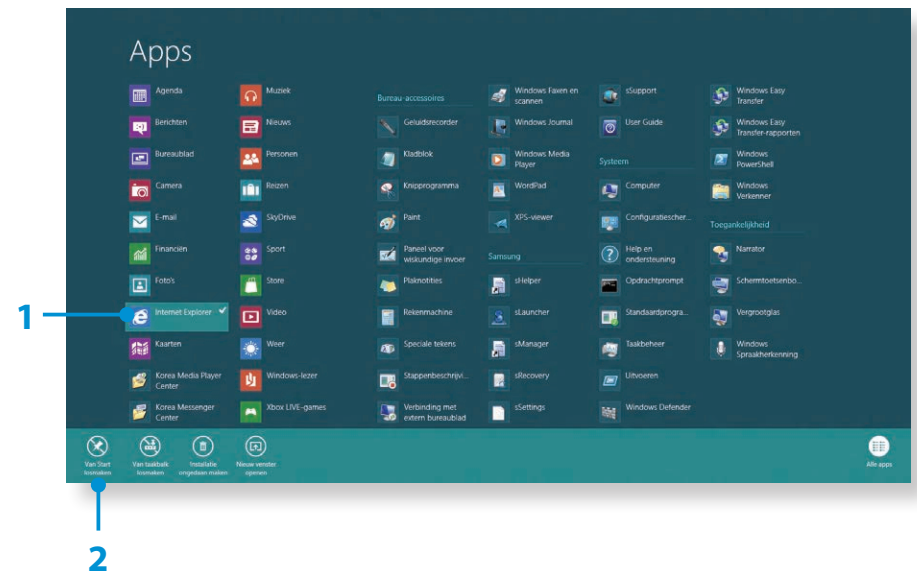 Apps
Agenda
Berichten
Bureaublad
Camera
E-mail
Financiën
Foto's
Internet Explorer
Kaarten
Korea Media Player
Center
Korea Messenger
Center
Muziek
Nieuws
Personen
Reizen
SkyDrive
Sport
Store
Video
Weer
Windows-lezer
Xbox LIVE-games
Bureau-accessoires
Geluidsrecorder
Kladblok
Knipprogramma
Paint
Paneel voor
wiskundige invoer
Plaknotities
Rekenmachine
Speciale tekens
Stappenbeschrijvi...
Verbinding met
extern bureaublad
Windows Faxen en
scannen
Windows Journal
Windows Media
Player
WordPad
XPS-viewer
Samsung
sHelper
sLauncher
sManager
sRecovery
sSettings
sSupport
User Guide
Systeem
Computer
Configuratiescher...
Help en
ondersteuning
Opdrachtprompt
Standaardprogra...
Taakbeheer
Uitvoeren
Windows Defender
Windows Easy
Transfer
Windows Easy
Transfer-rapporten
Windows
PowerShell
Windows
Verkenner
Toegankelijkheid
Narrator
Schermtoetsenbo...
Vergrootglas
Windows
Spraakherkenning
1
Van Start
losmaken
Van taakbalk
losmaken
Installatie
ongedaan maken
Nieuw venster
openen
Alle apps
2